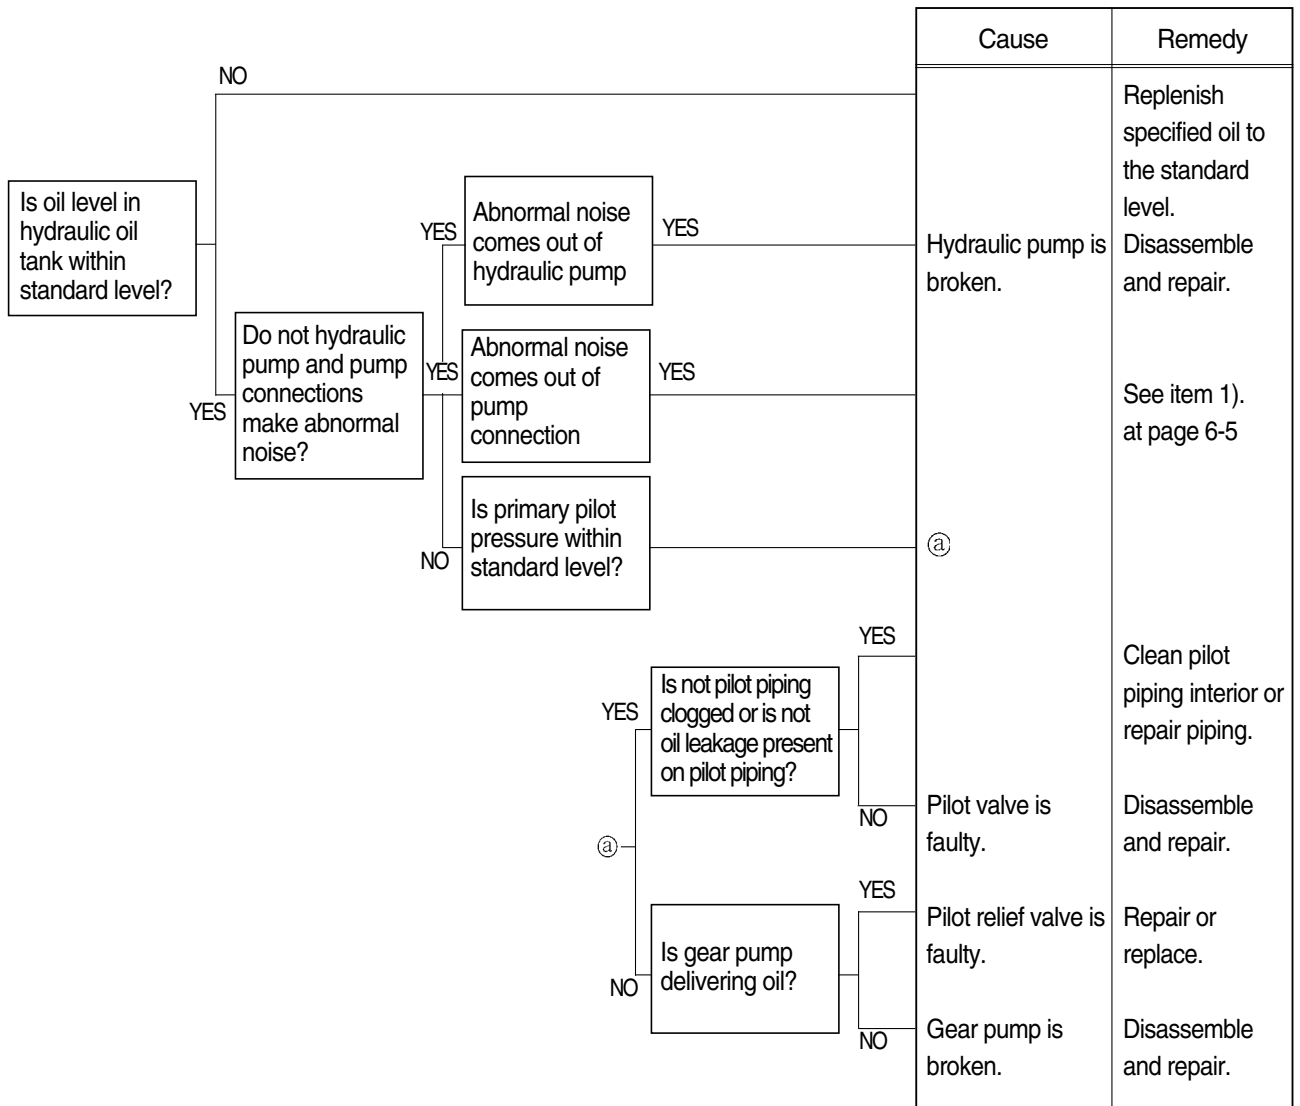 Cause
Remedy
NO
Replenish
specified oil to
the standard
level.
Is oil level in
hydraulic oil
tank within
standard level?
YES
Abnormal noise
comes out of
hydraulic pump
YES
Hydraulic pump is
broken.
Disassemble
and repair.
YES
Do not hydraulic
pump and pump
connections
make abnormal
noise?
YES
Abnormal noise
comes out of
pump
connection
YES
See item 1).
at page 6-5
NO
Is primary pilot
pressure within
standard level?
ⓐ
ⓐ
YES
Is not pilot piping
clogged or is not
oil leakage present
on pilot piping?
YES
Clean pilot
piping interior or
repair piping.
NO
Pilot valve is
faulty.
Disassemble
and repair.
NO
Is gear pump
delivering oil?
YES
Pilot relief valve is
faulty.
Repair or
replace.
NO
Gear pump is
broken.
Disassemble
and repair.